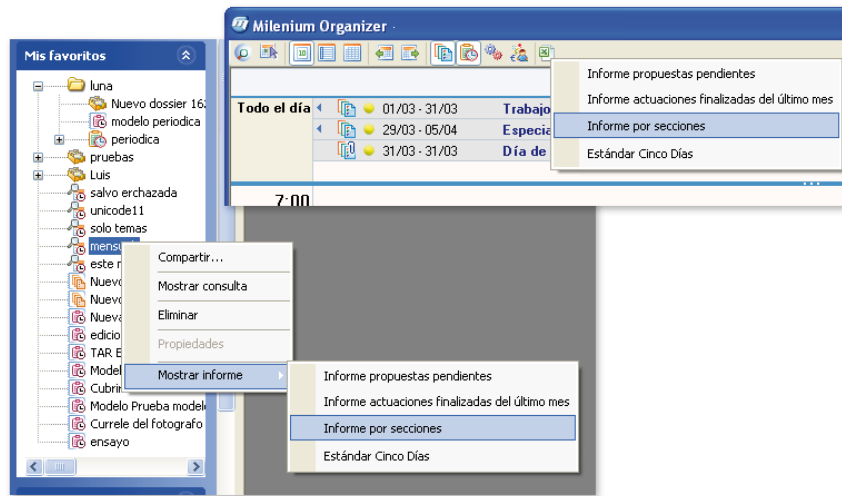 Milenium Organizer
Informe propuestas pendientes
Informe actuaciones finalizadas del último mes
Informe por secciones
Estándar Cinco Días
Todo el día
01/03 - 31/03 Trabajo
29/03 - 05/04 Especia
31/03 - 31/03 Día de
7:00
Mis favoritos
luna
Nuevo dossier 16
modelo periodica
periodica
pruebas
Luis
salvo erchazada
unicode11
solo temas
mensu
este
Nuevo
Nuevo
Nueva
edicio
TAR E
Model
Cubri
Modelo Prueba model
Currele del fotografo
ensayo
Compartir...
Mostrar consulta
Eliminar
Propiedades
Mostrar informe
Informe propuestas pendientes
Informe actuaciones finalizadas del último mes
Informe por secciones
Estándar Cinco Días